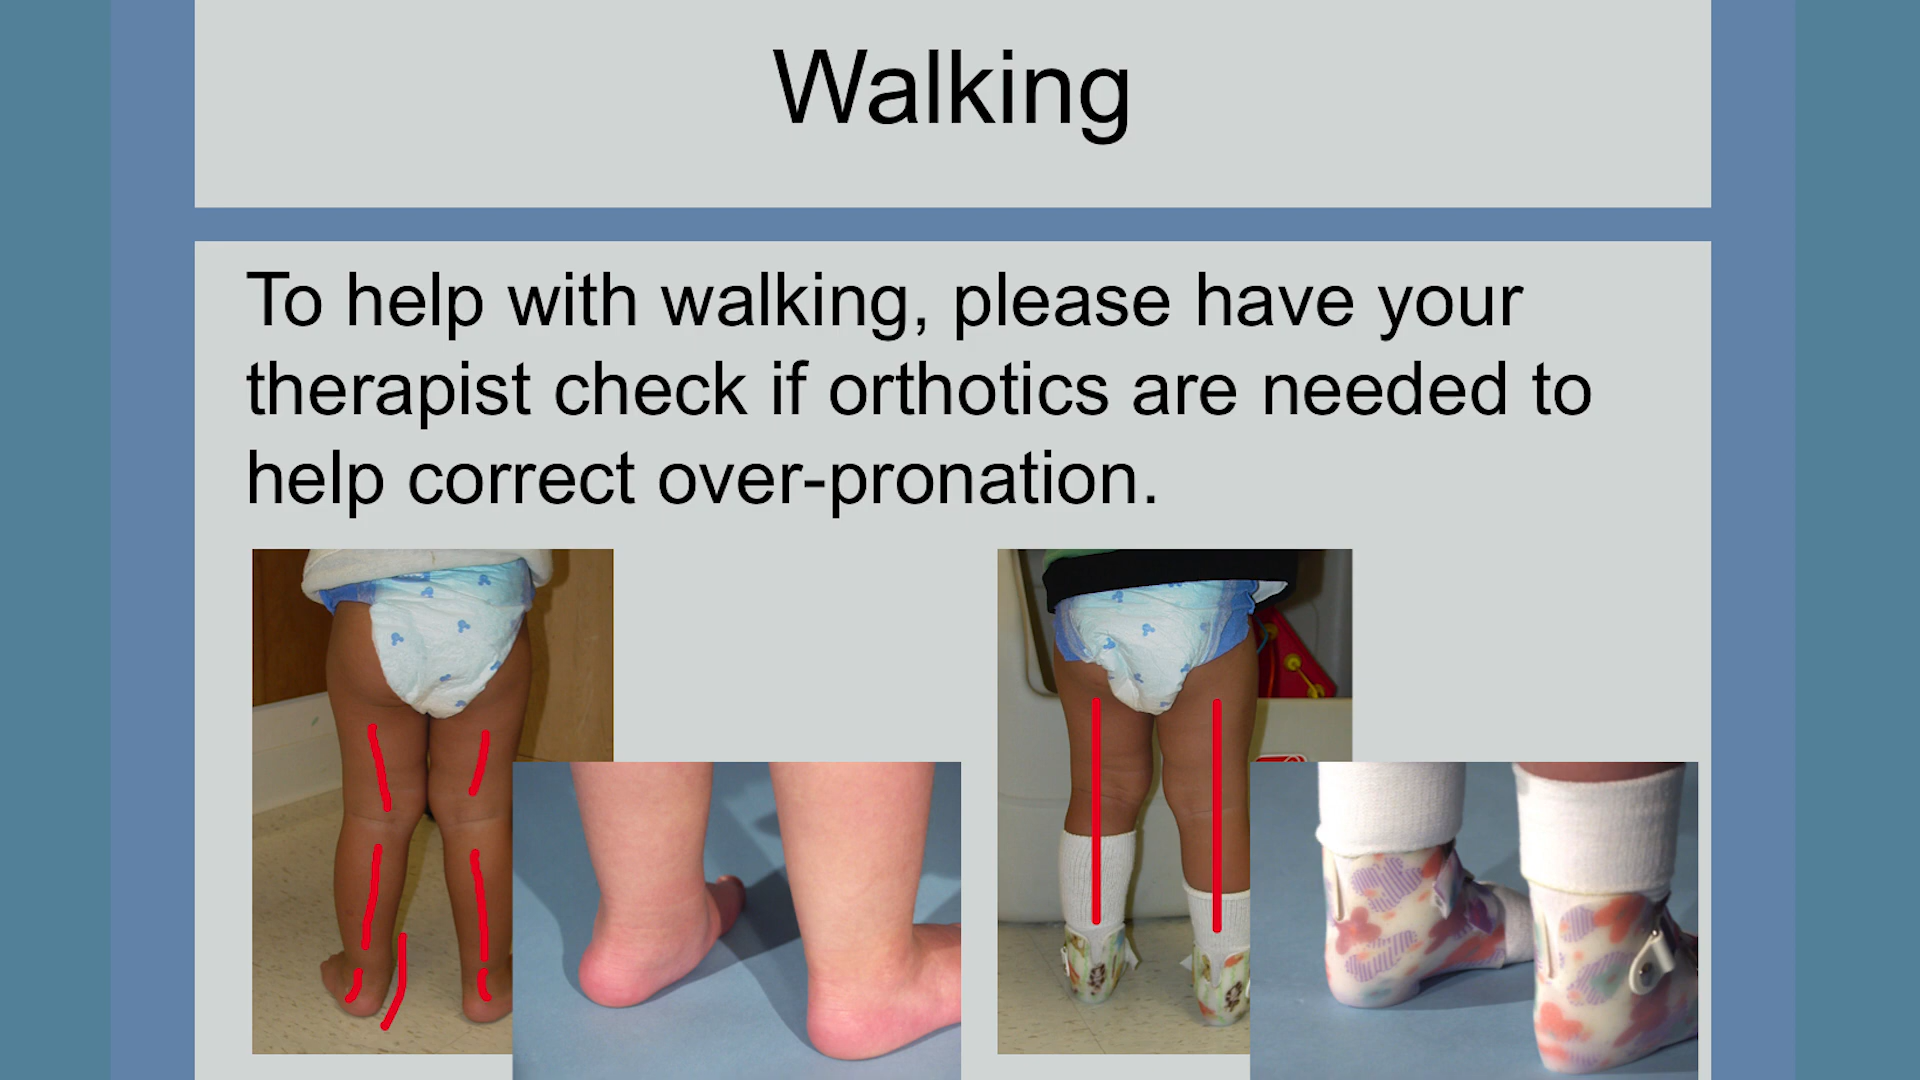 Walking
To help with walking, please have your
therapist check if orthotics are needed to
help correct over-pronation.